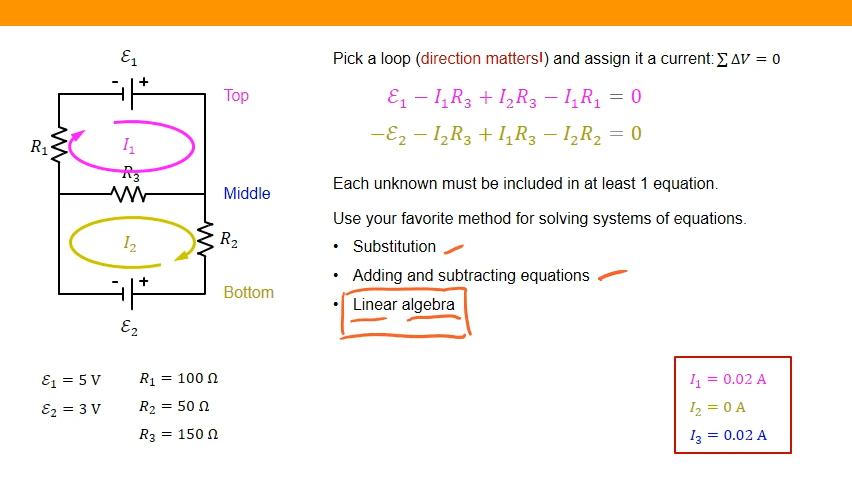 Pick a loop (direction matters!) and assign it a current: ∑ ΔV = 0
ℰ₁ − I₁R₃ + I₂R₃ − I₁R₁ = 0
−ℰ₂ − I₂R₃ + I₁R₃ − I₂R₂ = 0
Each unknown must be included in at least 1 equation.
Use your favorite method for solving systems of equations.
• Substitution
• Adding and subtracting equations
• Linear algebra
ℰ₁
- +
Top
R₁
I₁
R₃
Middle
I₂
R₂
- +
Bottom
ℰ₂
ℰ₁ = 5 V
ℰ₂ = 3 V
R₁ = 100 Ω
R₂ = 50 Ω
R₃ = 150 Ω
I₁ = 0.02 A
I₂ = 0 A
I₃ = 0.02 A